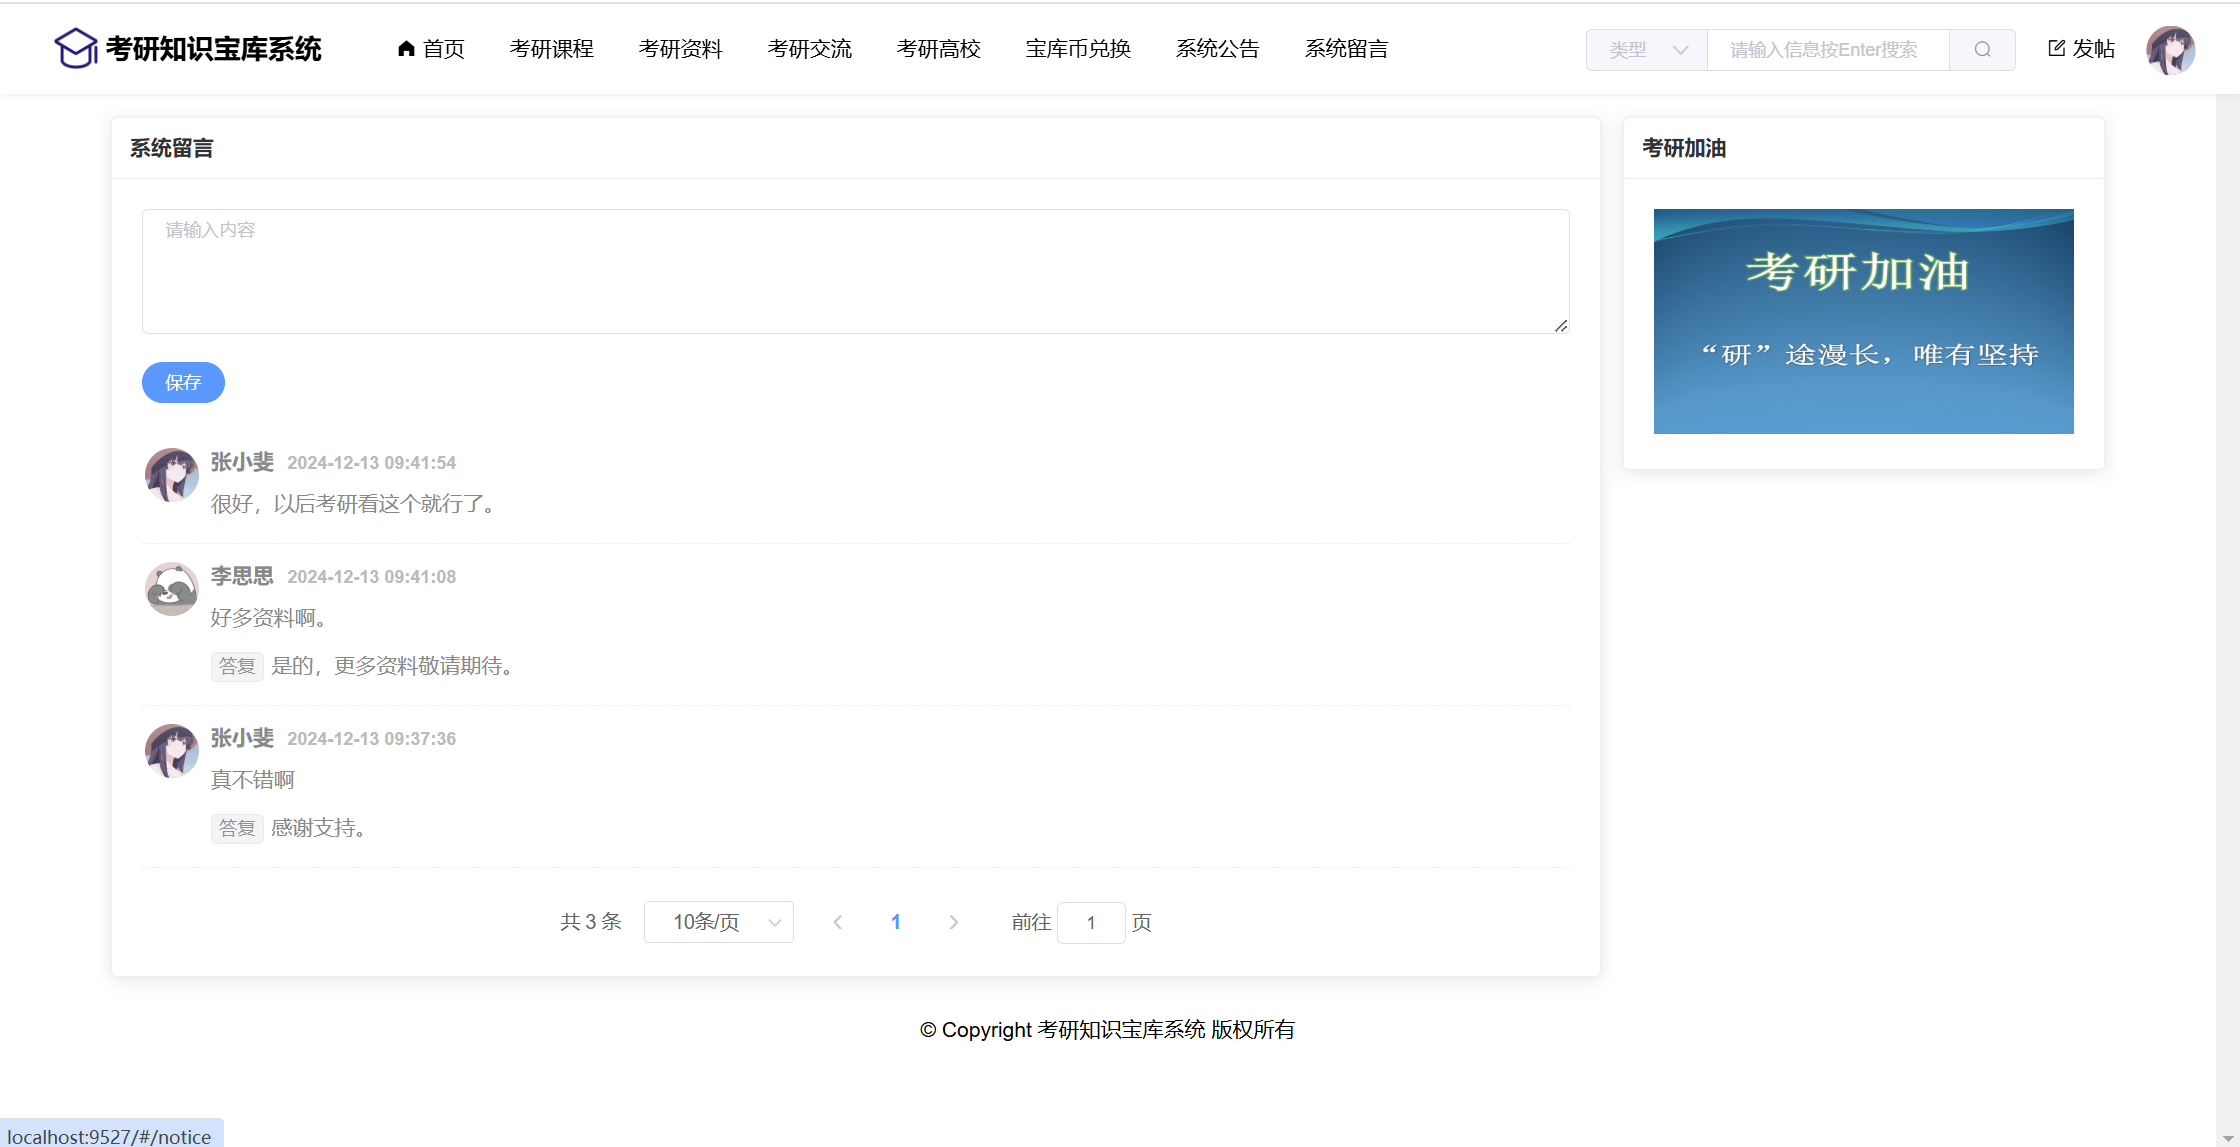 考研知识宝库系统 首页 考研课程 考研资料 考研交流 考研高校 宝库币兑换 系统公告 系统留言 类型 请输入信息按Enter搜索 发帖
系统留言
请输入内容
保存
张小斐 2024-12-13 09:41:54
很好，以后考研看这个就行了。
李思思 2024-12-13 09:41:08
好多资料啊。
答复 是的，更多资料敬请期待。
张小斐 2024-12-13 09:37:36
真不错啊
答复 感谢支持。
共 3 条 10条/页 1 前往 1 页
考研加油
考研加油
“研”途漫长，唯有坚持
© Copyright 考研知识宝库系统 版权所有
localhost:9527/#/notice